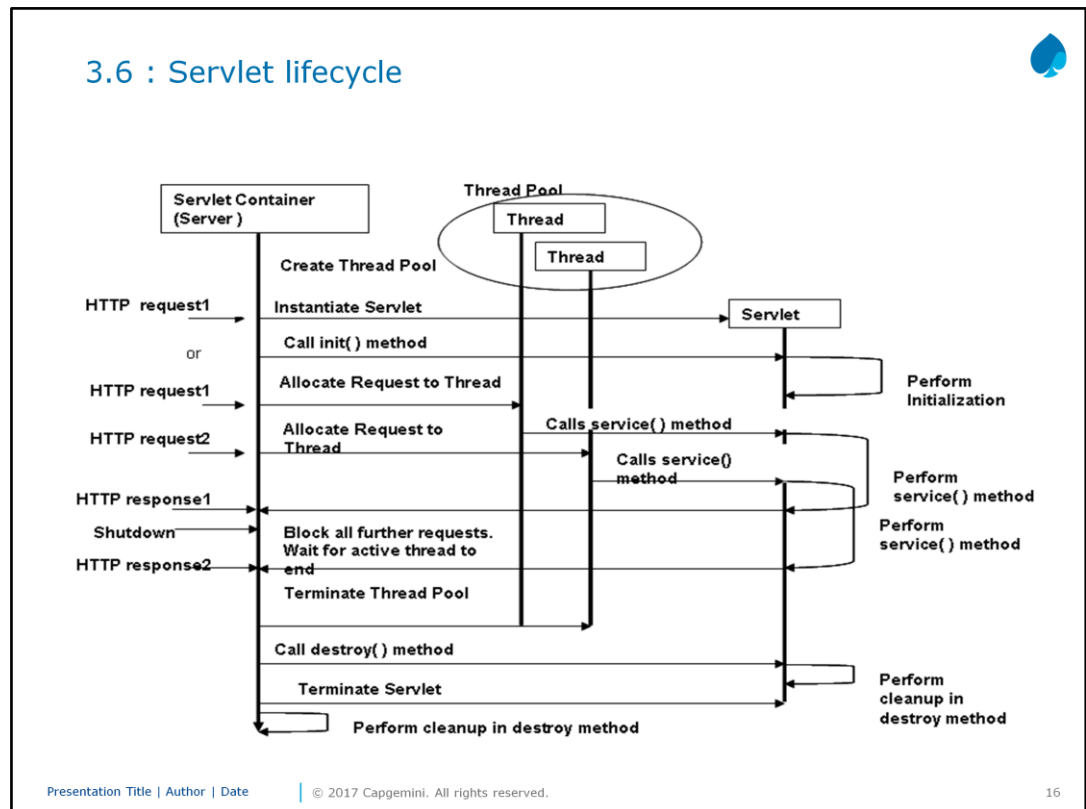 3.6 : Servlet lifecycle
Thread Pool
Servlet Container
(Server )
Thread
Thread
Create Thread Pool
HTTP request1
Instantiate Servlet
Servlet
or
Call init( ) method
Perform
Initialization
HTTP request1
Allocate Request to Thread
HTTP request2
Allocate Request to
Thread
Calls service( ) method
Calls service()
method
Perform
service( ) method
HTTP response1
Shutdown
Block all further requests.
Wait for active thread to
end
Perform
service( ) method
HTTP response2
Terminate Thread Pool
Call destroy( ) method
Perform
cleanup in
destroy method
Terminate Servlet
Perform cleanup in destroy method
Presentation Title | Author | Date
© 2017 Capgemini. All rights reserved.
16